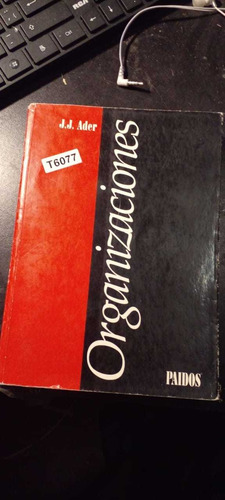 J.J. Ader
T6077
Organizaciones
PAIDOS